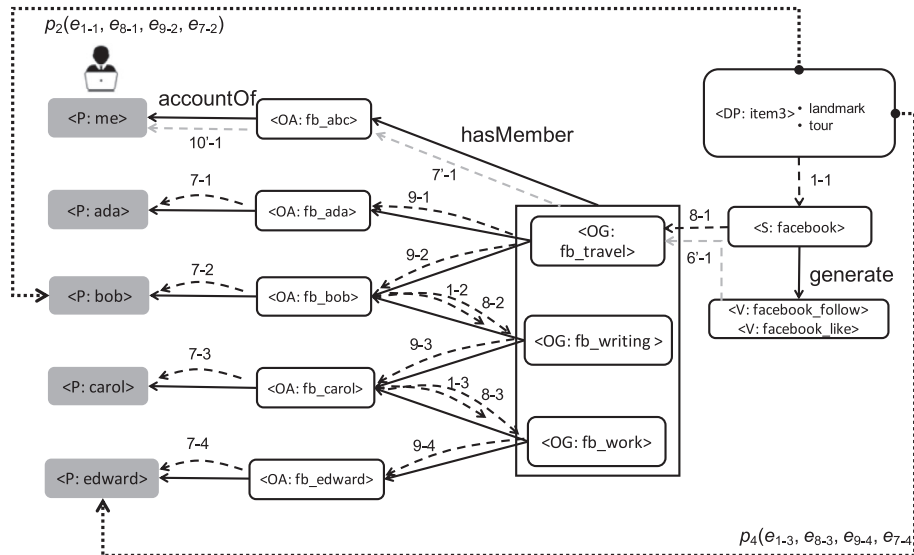 p₂(e₁₋₁, e₈₋₁, e₉₋₂, e₇₋₂)
<P: me>
accountOf
10'-1
<OA: fb_abc>
hasMember
7'-1
<DP: item3>
• landmark
• tour
1-1
<P: ada>
7-1
<OA: fb_ada>
9-1
<OG:
fb_travel>
8-1
6'-1
<S: facebook>
generate
<V: facebook_follow>
<V: facebook_like>
<P: bob>
7-2
<OA: fb_bob>
9-2
1-2
8-2
<OG: fb_writing >
<P: carol>
7-3
<OA: fb_carol>
9-3
1-3
8-3
<OG: fb_work>
<P: edward>
7-4
<OA: fb_edward>
9-4
p₄(e₁₋₃, e₈₋₃, e₉₋₄, e₇₋₄